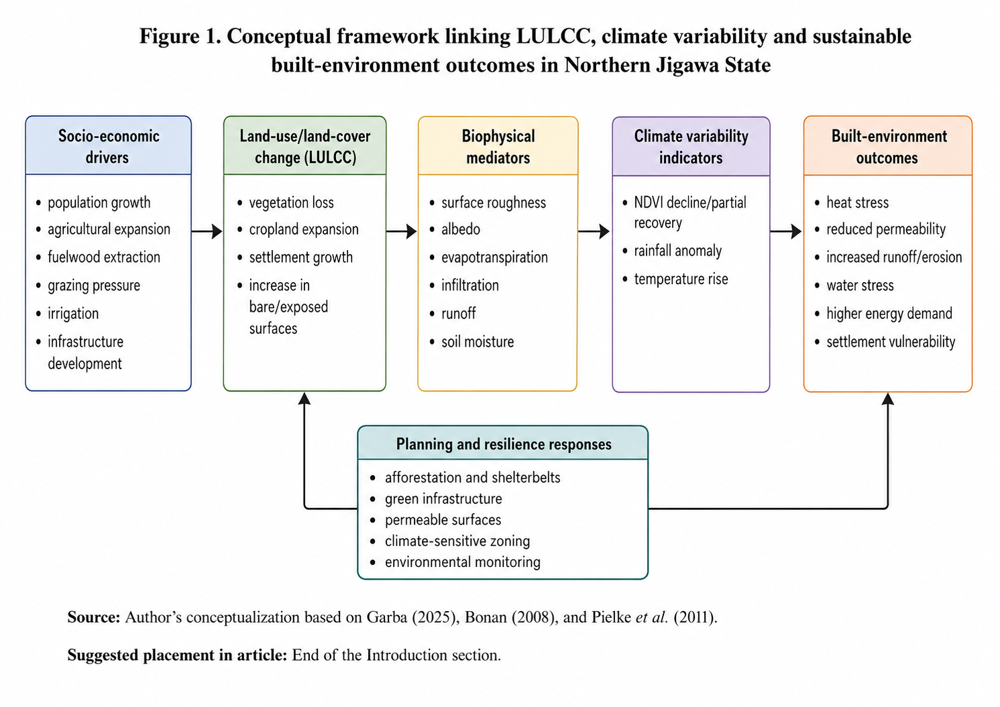 Figure 1. Conceptual framework linking LULCC, climate variability and sustainable
built-environment outcomes in Northern Jigawa State
Socio-economic
drivers
• population growth
• agricultural expansion
• fuelwood extraction
• grazing pressure
• irrigation
• infrastructure
development
Land-use/land-cover
change (LULCC)
• vegetation loss
• cropland expansion
• settlement growth
• increase in
bare/exposed
surfaces
Biophysical
mediators
• surface roughness
• albedo
• evapotranspiration
• infiltration
• runoff
• soil moisture
Climate variability
indicators
• NDVI decline/partial
recovery
• rainfall anomaly
• temperature rise
Built-environment
outcomes
• heat stress
• reduced permeability
• increased runoff/erosion
• water stress
• higher energy demand
• settlement vulnerability
Planning and resilience responses
• afforestation and shelterbelts
• green infrastructure
• permeable surfaces
• climate-sensitive zoning
• environmental monitoring
Source: Author’s conceptualization based on Garba (2025), Bonan (2008), and Pielke et al. (2011).
Suggested placement in article: End of the Introduction section.